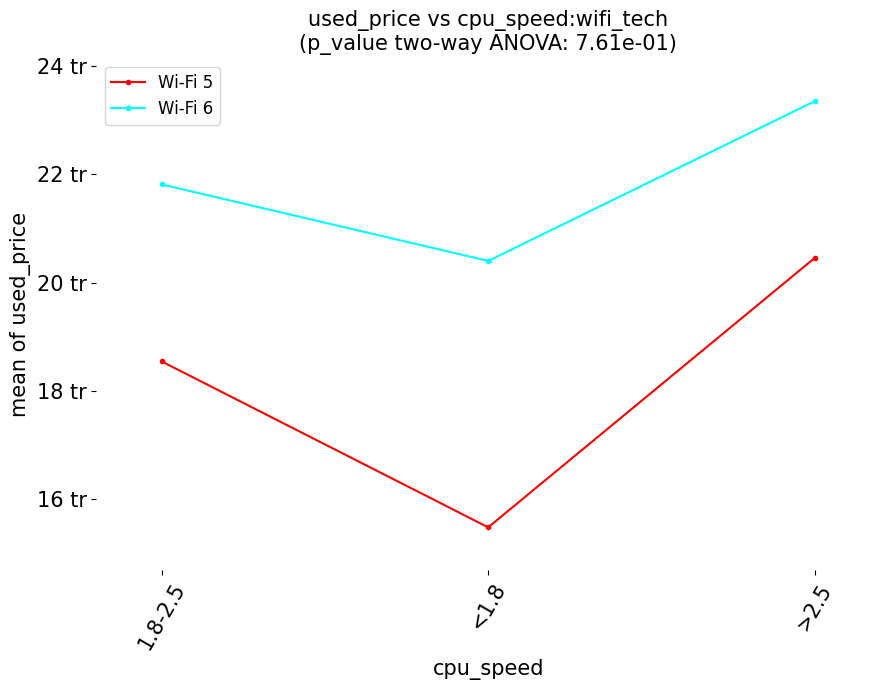 used_price vs cpu_speed:wifi_tech
(p_value two-way ANOVA: 7.61e-01)
Wi-Fi 5
Wi-Fi 6
24 tr
22 tr
20 tr
18 tr
16 tr
mean of used_price
1.8-2.5
<1.8
>2.5
cpu_speed